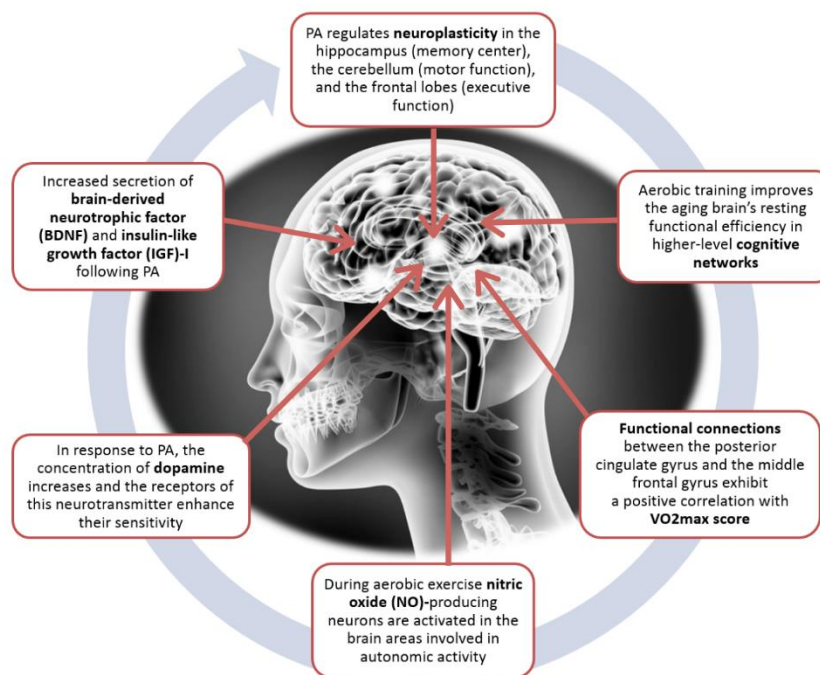 PA regulates neuroplasticity in the
hippocampus (memory center),
the cerebellum (motor function),
and the frontal lobes (executive
function)
Increased secretion of
brain-derived
neurotrophic factor
(BDNF) and insulin-like
growth factor (IGF)-I
following PA
Aerobic training improves
the aging brain's resting
functional efficiency in
higher-level cognitive
networks
In response to PA, the
concentration of dopamine
increases and the receptors of
this neurotransmitter enhance
their sensitivity
Functional connections
between the posterior
cingulate gyrus and the middle
frontal gyrus exhibit
a positive correlation with
VO2max score
During aerobic exercise nitric
oxide (NO)-producing
neurons are activated in the
brain areas involved in
autonomic activity